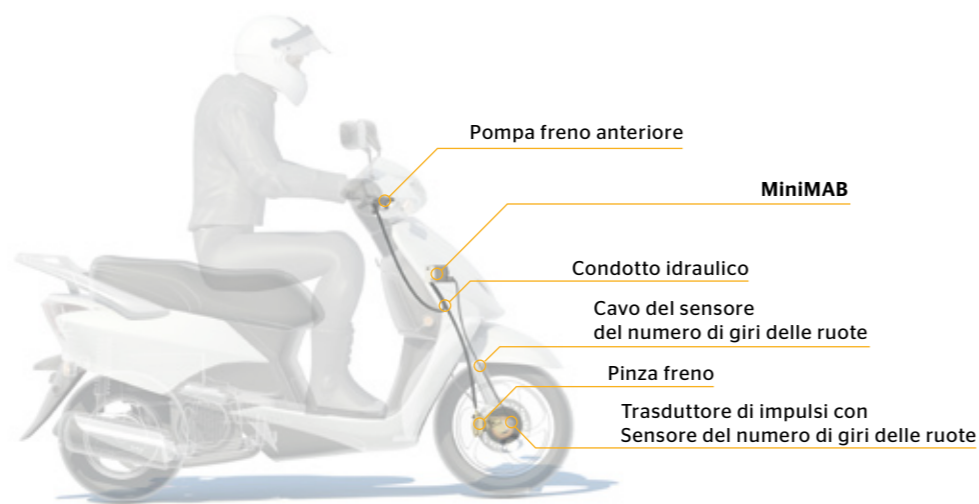 Pompa freno anteriore
MiniMAB
Condotto idraulico
Cavo del sensore
del numero di giri delle ruote
Pinza freno
Trasduttore di impulsi con
Sensore del numero di giri delle ruote